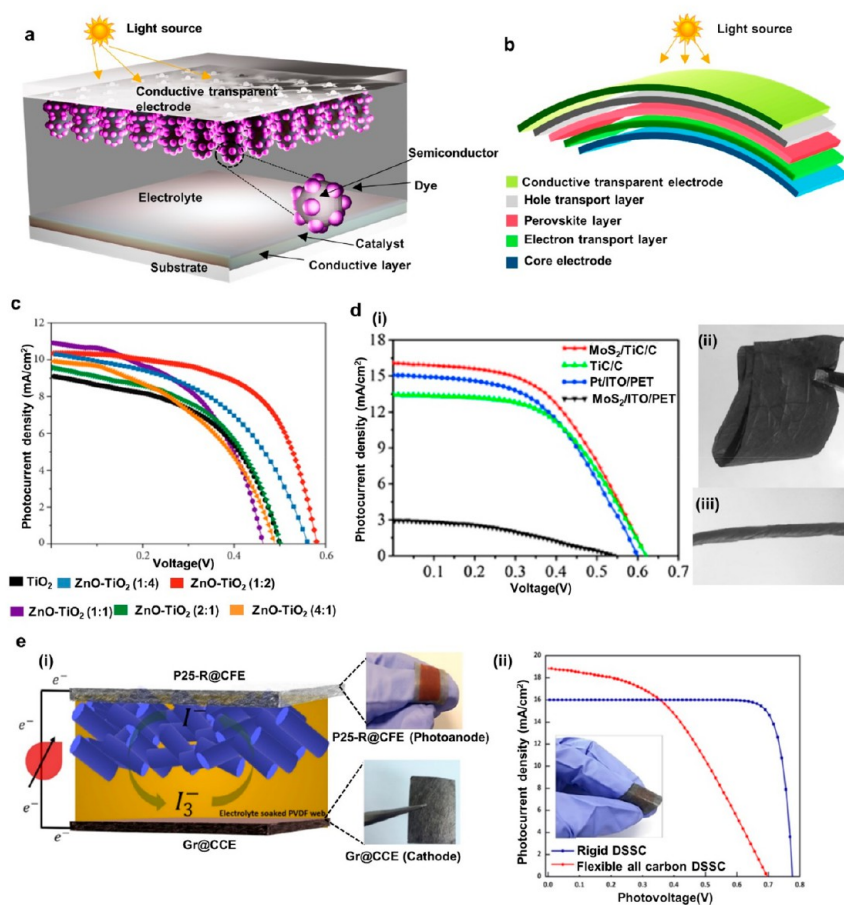 a
Light source
Conductive transparent
electrode
Semiconductor
Dye
Electrolyte
Catalyst
Substrate
Conductive layer
b
Light source
Conductive transparent electrode
Hole transport layer
Perovskite layer
Electron transport layer
Core electrode
c
Photocurrent density (mA/cm²)
12
10
8
6
4
2
0
0.2
0.4
0.6
Voltage(V)
TiO₂
ZnO-TiO₂ (1:4)
ZnO-TiO₂ (1:2)
ZnO-TiO₂ (1:1)
ZnO-TiO₂ (2:1)
ZnO-TiO₂ (4:1)
d
(i)
Photocurrent density (mA/cm²)
18
15
12
9
6
3
0
0.1
0.2
0.3
0.4
0.5
0.6
0.7
Voltage(V)
MoS₂/TiC/C
TiC/C
Pt/ITO/PET
MoS₂/ITO/PET
(ii)
(iii)
e
(i)
P25-R@CFE
e⁻
e⁻
e⁻
e⁻
I⁻
I₃⁻
Electrolyte soaked PVDF web
Gr@CCE
P25-R@CFE (Photoanode)
Gr@CCE (Cathode)
(ii)
Photocurrent density (mA/cm²)
20
18
16
14
12
10
8
6
4
2
0
0.0
0.1
0.2
0.3
0.4
0.5
0.6
0.7
0.8
Rigid DSSC
Flexible all carbon DSSC
Photovoltage(V)